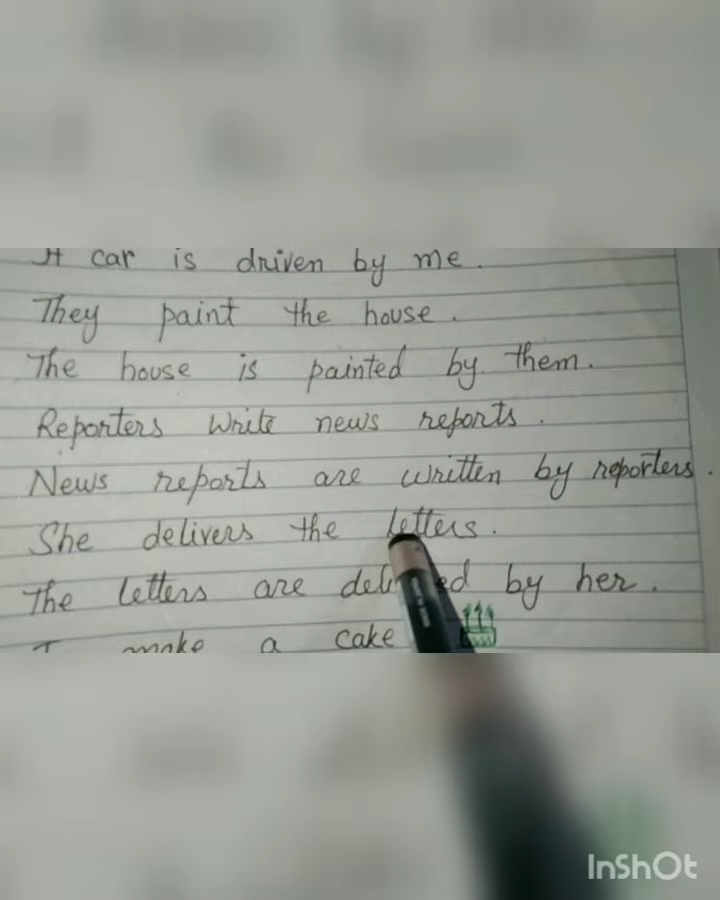 A car is driven by me.
They paint the house.
The house is painted by them.
Reporters write news reports.
News reports are written by reporters.
She delivers the letters.
The letters are by her.
I make a cake
InShOt